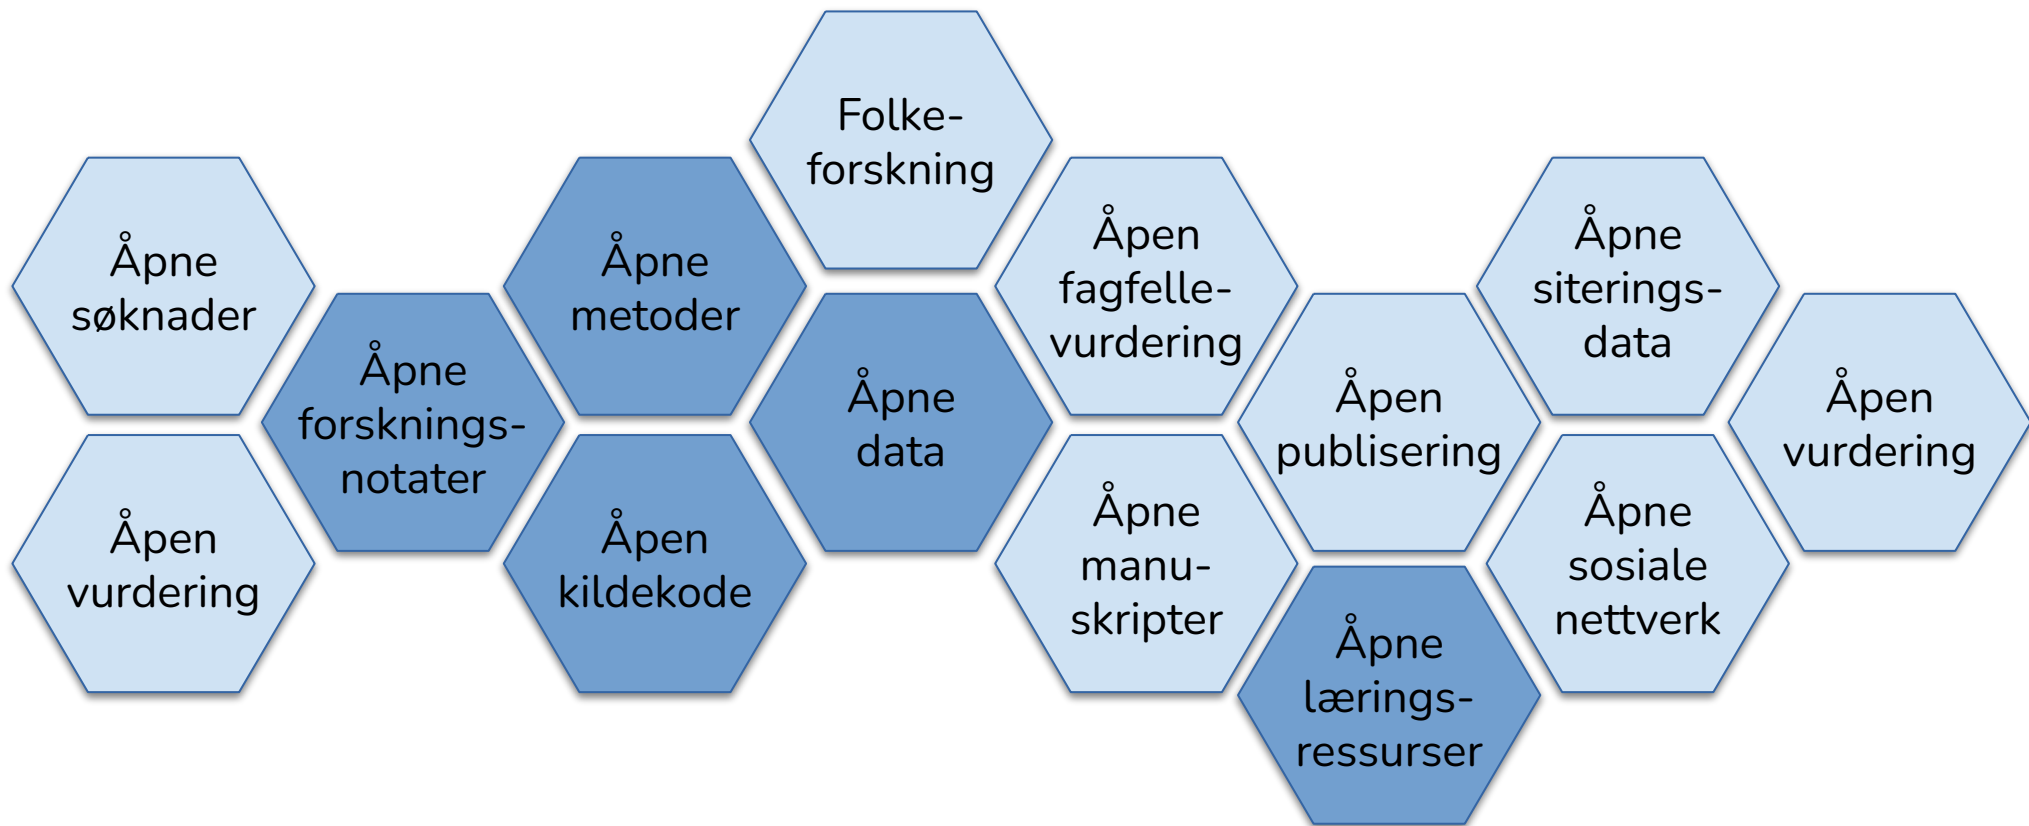 Folke-
forskning
Åpne
søknader
Åpen
vurdering
Åpne
forsknings-
notater
Åpne
metoder
Åpen
kildekode
Åpne
data
Åpen
fagfelle-
vurdering
Åpne
manu-
skripter
Åpen
publisering
Åpne
lærings-
ressurser
Åpne
siterings-
data
Åpne
sosiale
nettverk
Åpen
vurdering